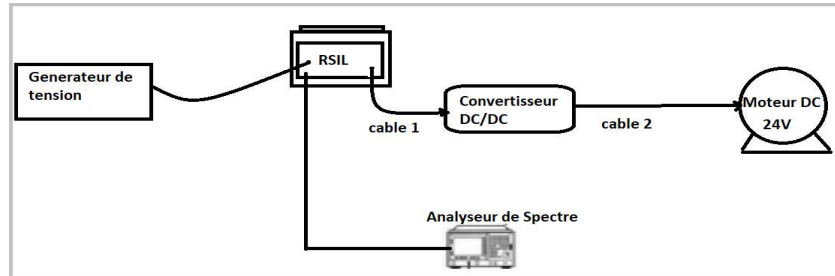 RSIL
Generateur de
tension
Convertisseur
DC/DC
cable 1
cable 2
Moteur DC
24V
Analyseur de Spectre